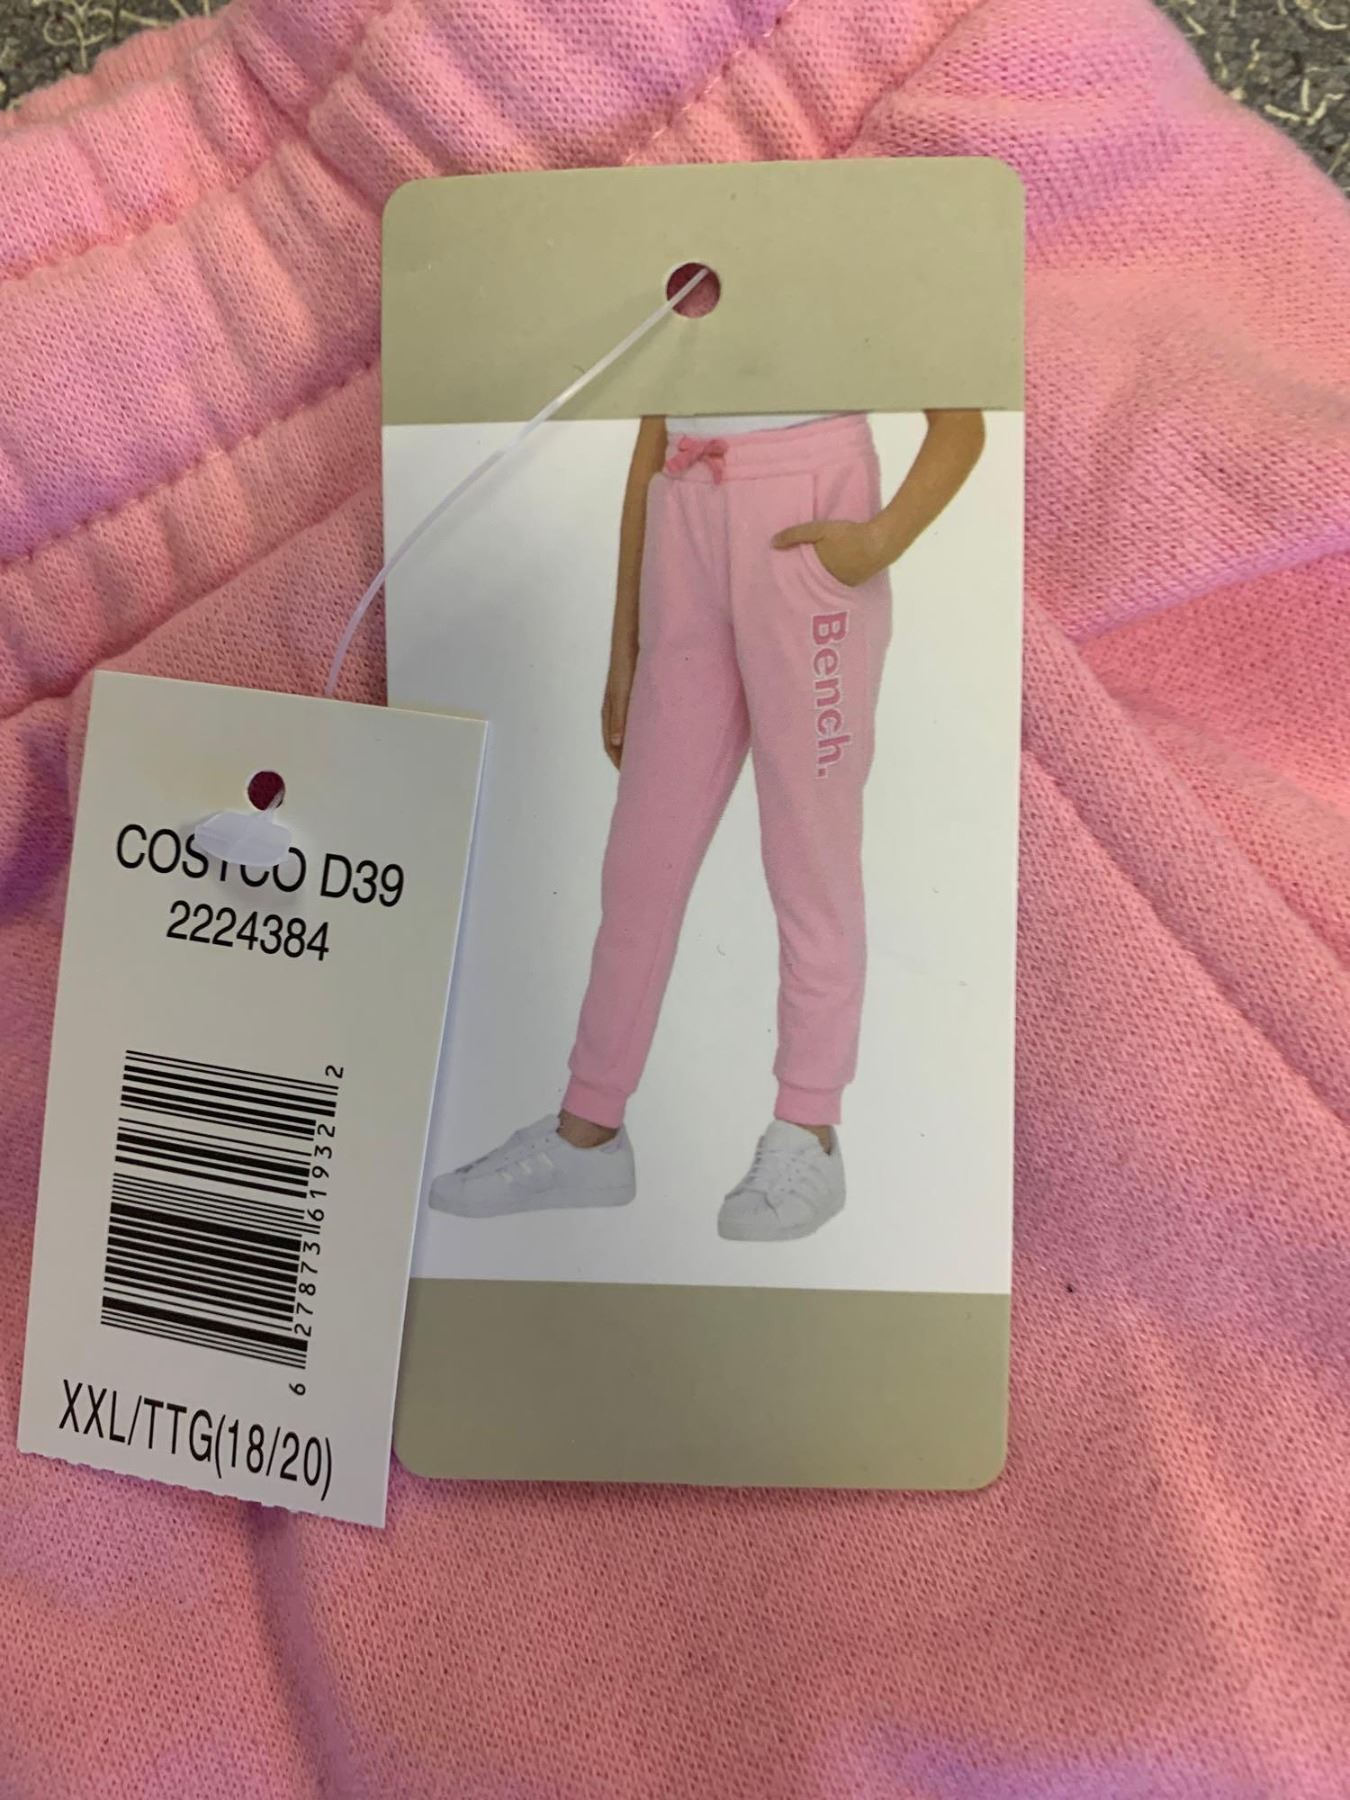 Bench.
COSTCO D39
2224384
6 27873 61932 2
XXL/TTG(18/20)